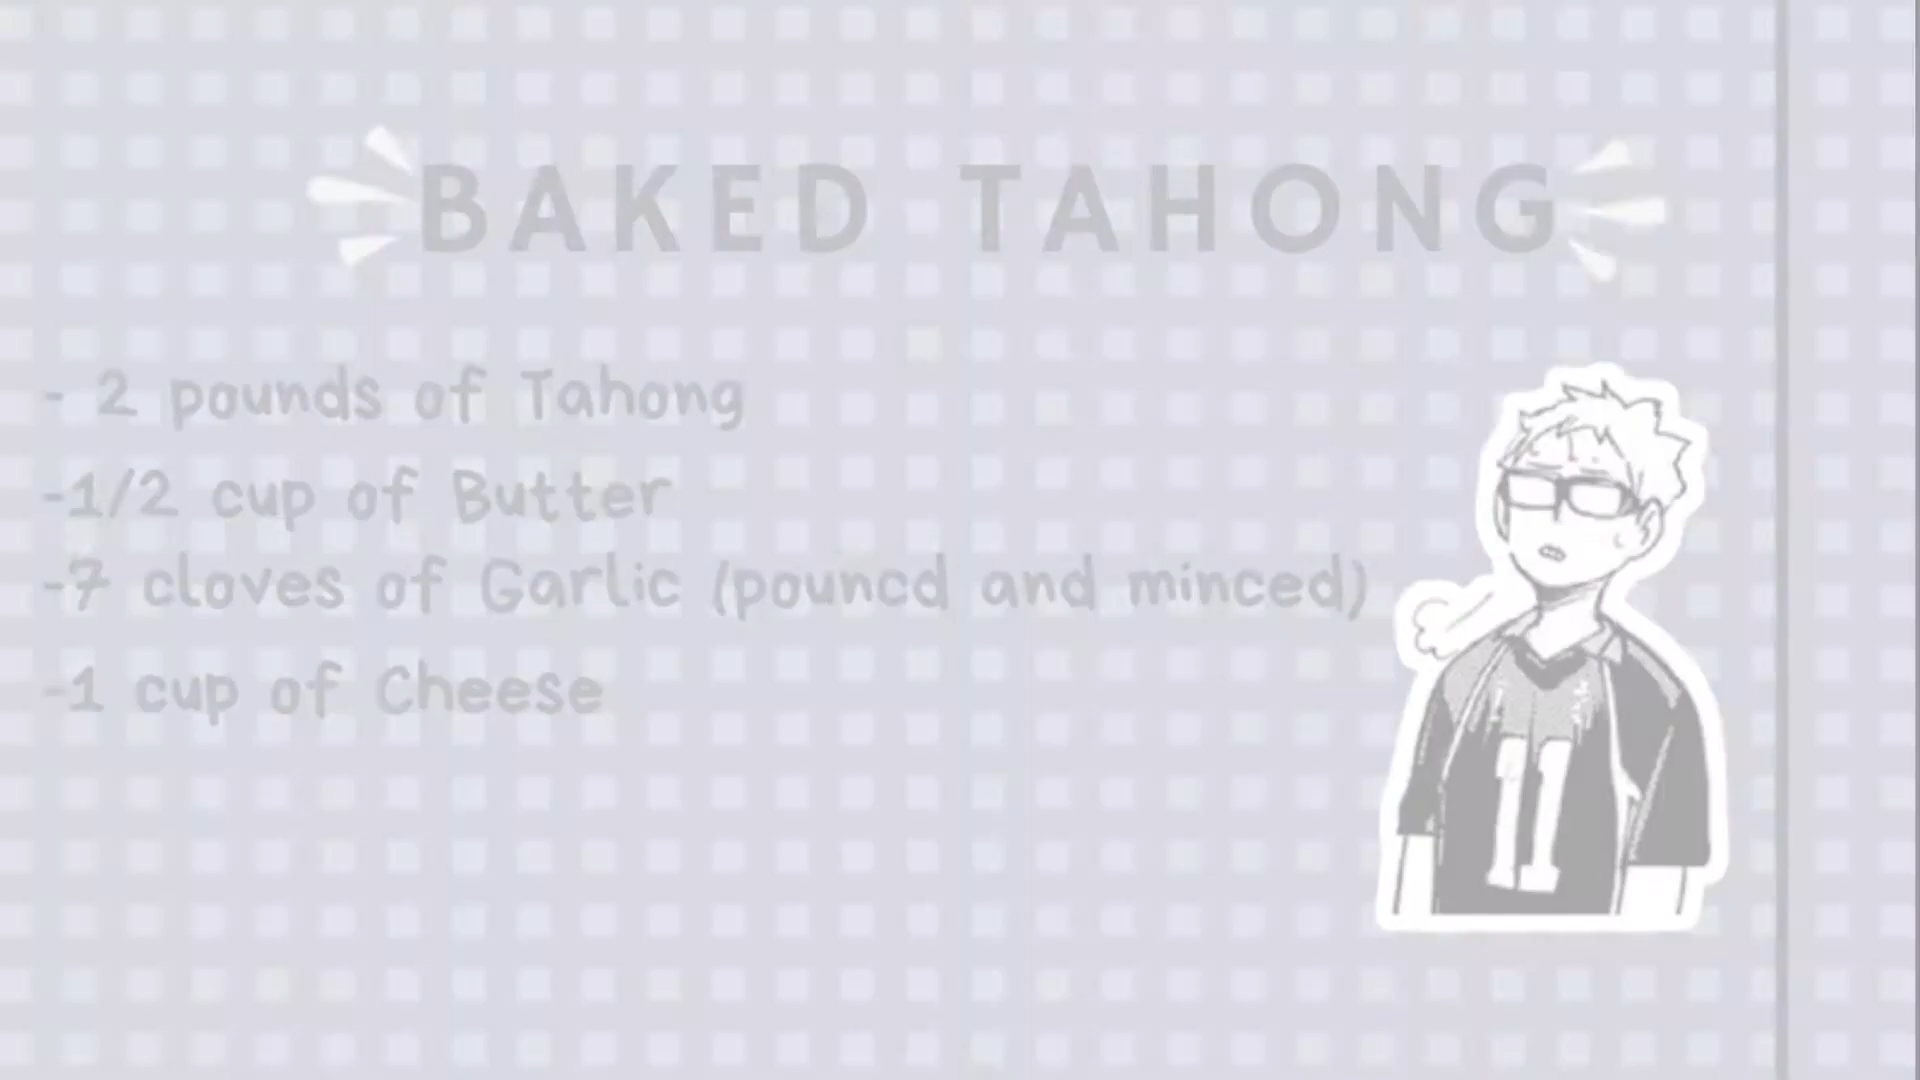 BAKED TAHONG
- 2 pounds of Tahong
-1/2 cup of Butter
-7 cloves of Garlic (pouncd and minced)
-1 cup of Cheese
11